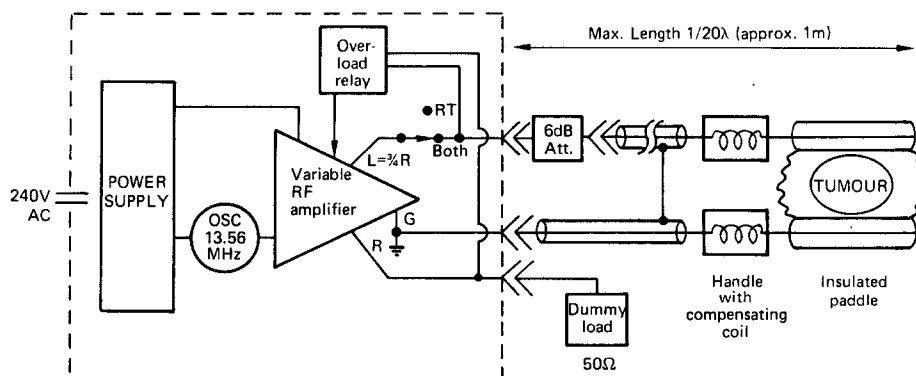 Max. Length 1/20λ (approx. 1m)
Over-
load
relay
●RT
Both
L=¾R
6dB
Att.
240V
AC
POWER
SUPPLY
OSC
13.56
MHz
Variable
RF
amplifier
G
R
TUMOUR
Handle
with
compensating
coil
Insulated
paddle
Dummy
load
50Ω